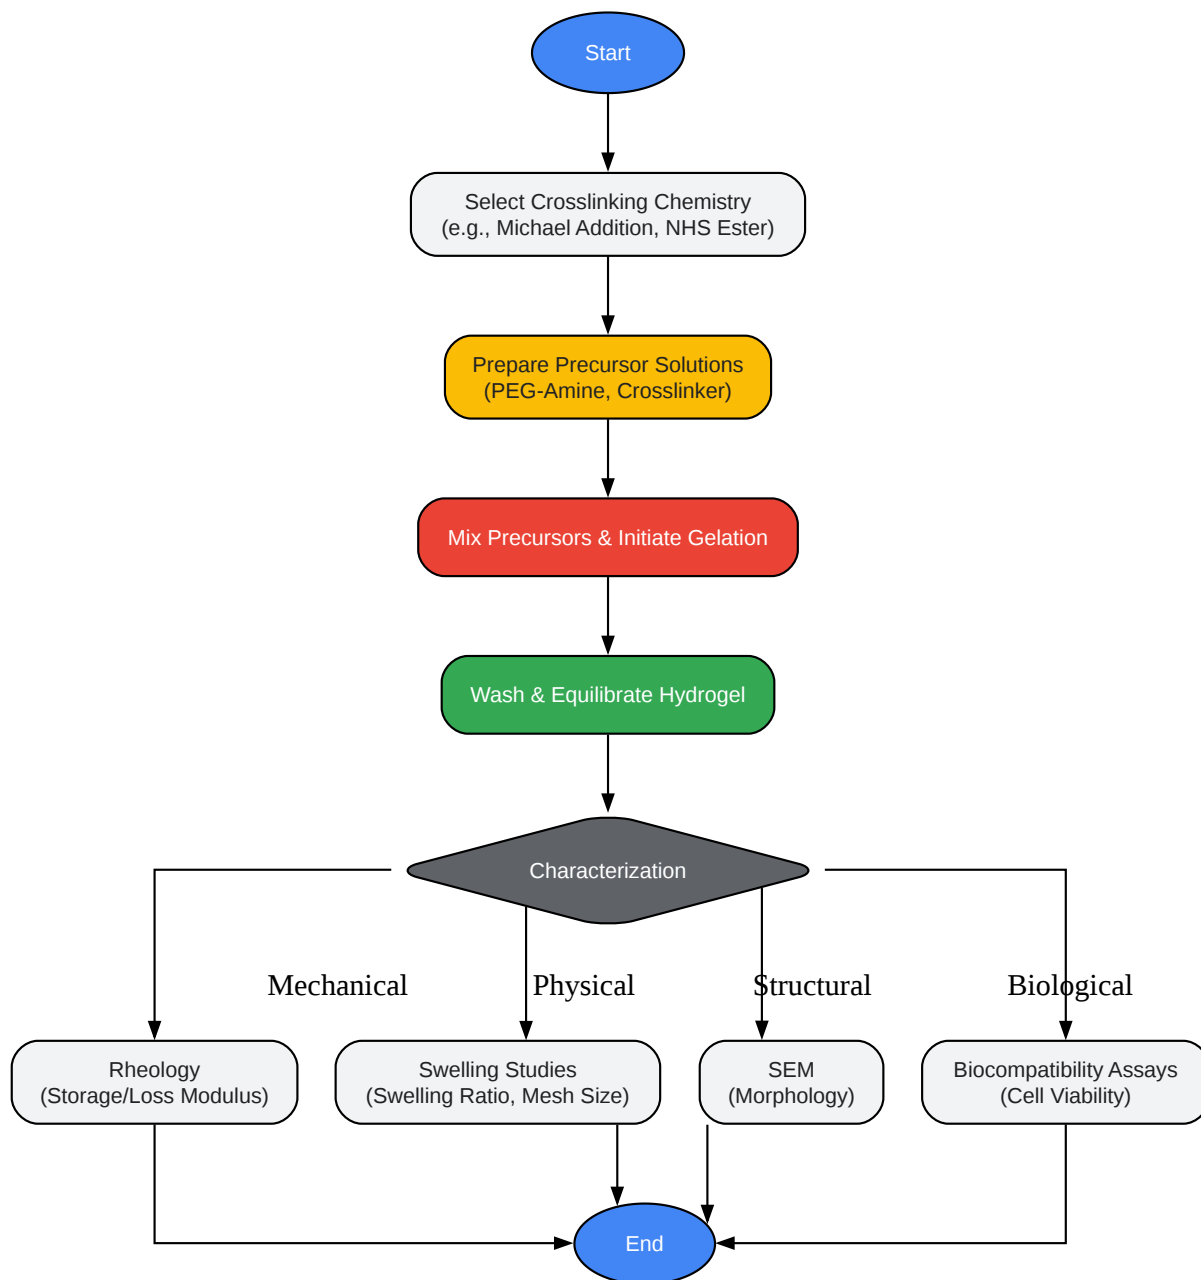 Start
Select Crosslinking Chemistry
(e.g., Michael Addition, NHS Ester)
Prepare Precursor Solutions
(PEG-Amine, Crosslinker)
Mix Precursors & Initiate Gelation
Wash & Equilibrate Hydrogel
Characterization
Mechanical
Physical
Structural
Biological
Rheology
(Storage/Loss Modulus)
Swelling Studies
(Swelling Ratio, Mesh Size)
SEM
(Morphology)
Biocompatibility Assays
(Cell Viability)
End